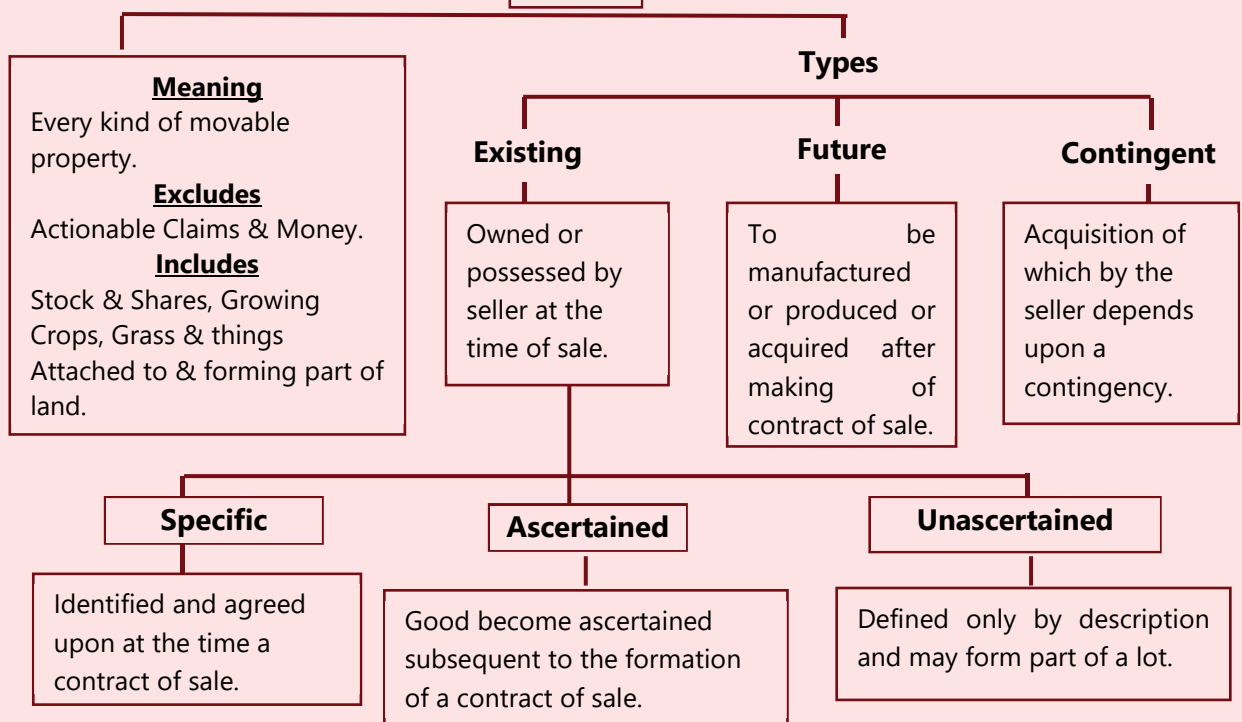 Meaning
Every kind of movable
property.
Excludes
Actionable Claims & Money.
Includes
Stock & Shares, Growing
Crops, Grass & things
Attached to & forming part of
land.
Types
Existing
Owned or
possessed by
seller at the
time of sale.
Future
To be
manufactured
or produced or
acquired after
making of
contract of sale.
Contingent
Acquisition of
which by the
seller depends
upon a
contingency.
Specific
Identified and agreed
upon at the time a
contract of sale.
Ascertained
Good become ascertained
subsequent to the formation
of a contract of sale.
Unascertained
Defined only by description
and may form part of a lot.